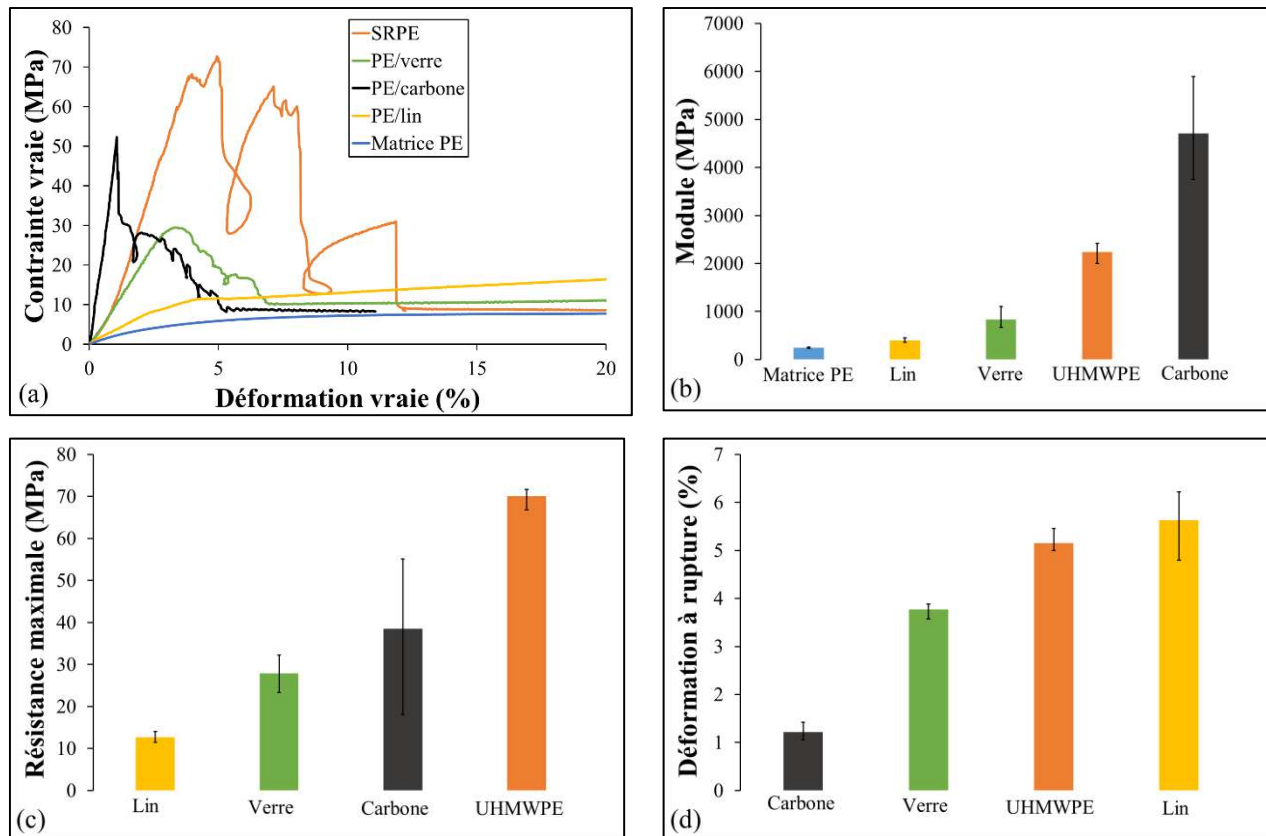 Contrainte vraie (MPa)
80
70
60
50
40
30
20
10
0
0 5 10 15 20
Déformation vraie (%)
SRPE
PE/verre
PE/carbone
PE/lin
Matrice PE
(a)
Module (MPa)
7000
6000
5000
4000
3000
2000
1000
0
Matrice PE Lin Verre UHMWPE Carbone
(b)
Résistance maximale (MPa)
80
70
60
50
40
30
20
10
0
Lin Verre Carbone UHMWPE
(c)
Déformation à rupture (%)
7
6
5
4
3
2
1
0
Carbone Verre UHMWPE Lin
(d)